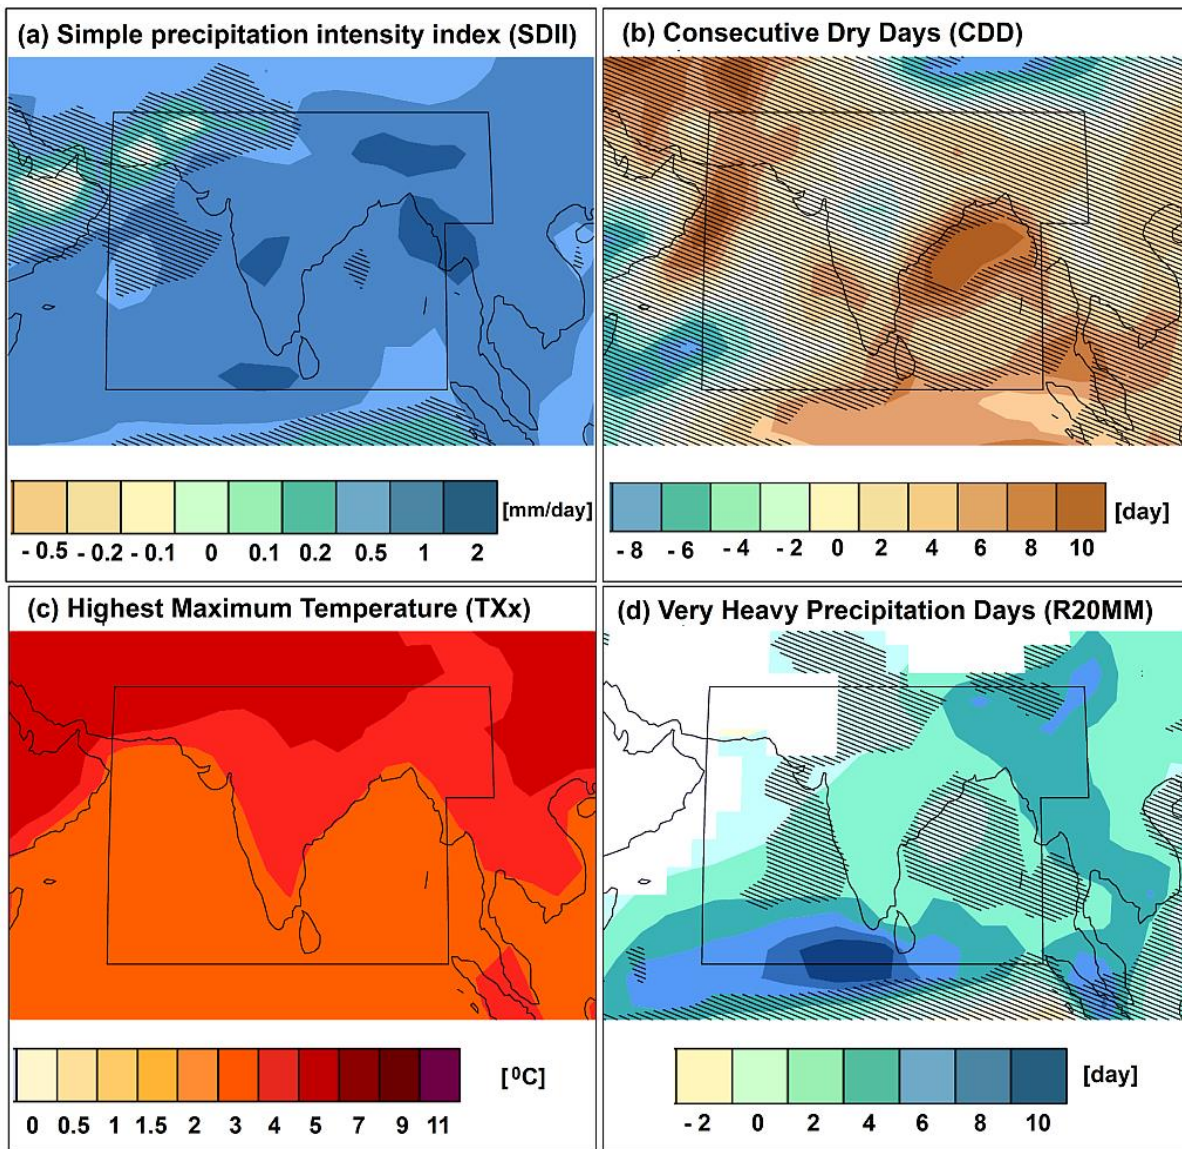 (a) Simple precipitation intensity index (SDII)
(b) Consecutive Dry Days (CDD)
[mm/day]
- 0.5 - 0.2 - 0.1 0 0.1 0.2 0.5 1 2
[day]
- 8 - 6 - 4 - 2 0 2 4 6 8 10
(c) Highest Maximum Temperature (TXx)
(d) Very Heavy Precipitation Days (R20MM)
[⁰C]
0 0.5 1 1.5 2 3 4 5 7 9 11
[day]
- 2 0 2 4 6 8 10